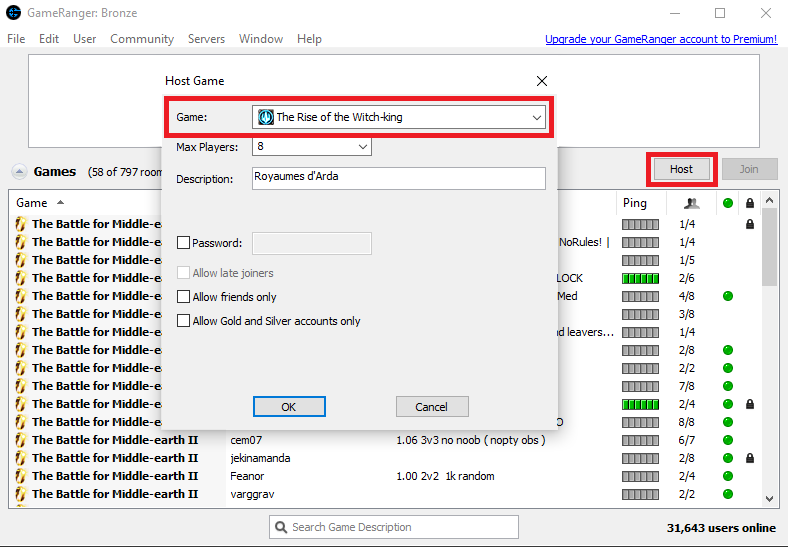 GameRanger: Bronze
File Edit User Community Servers Window Help
Upgrade your GameRanger account to Premium!
Host Game
Game: The Rise of the Witch-king
Max Players: 8
Description: Royaumes d'Arda
Password:
Allow late joiners
Allow friends only
Allow Gold and Silver accounts only
OK Cancel
Games (58 of 797 room
Host Join
Game Ping
The Battle for Middle-ea 1/4
The Battle for Middle-ea NoRules! | 1/4
The Battle for Middle-ea 1/5
The Battle for Middle-ea LOCK 2/6
The Battle for Middle-ea Med 4/8
The Battle for Middle-ea 3/8
The Battle for Middle-ea nd leavers... 1/4
The Battle for Middle-ea 2/8
The Battle for Middle-ea 2/2
The Battle for Middle-ea 7/8
The Battle for Middle-ea 2/4
The Battle for Middle-ea 8/8
The Battle for Middle-earth II cem07 1.06 3v3 no noob ( nopty obs ) 6/7
The Battle for Middle-earth II jekinamanda 2/8
The Battle for Middle-earth II Feanor 1.00 2v2 1k random 2/4
The Battle for Middle-earth II varggrav 2/2
Search Game Description
31,643 users online